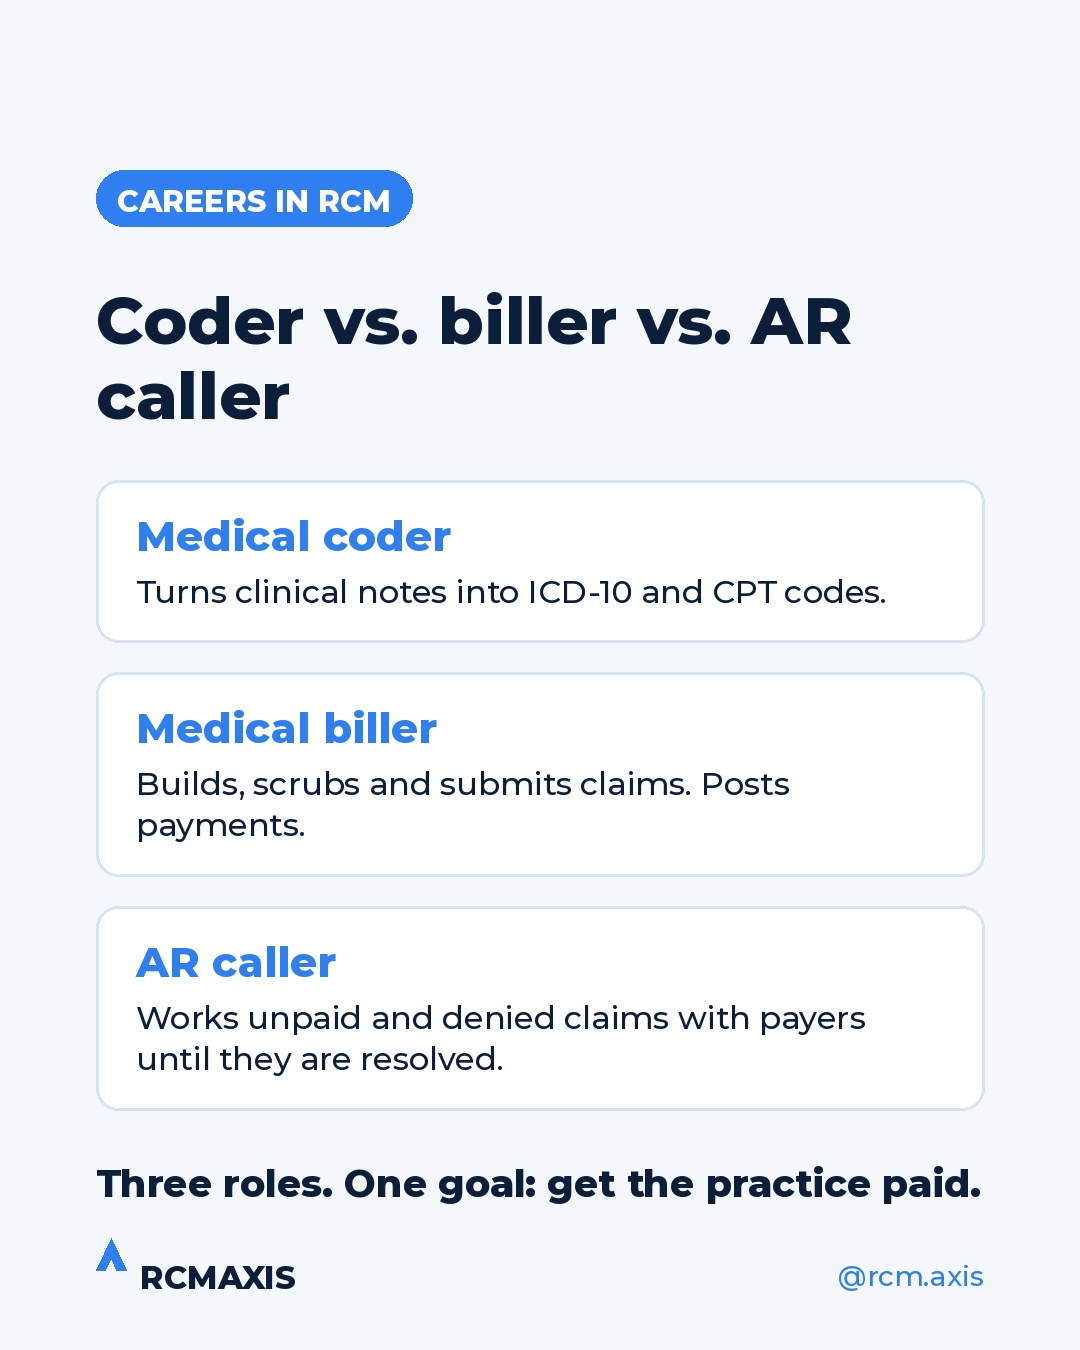 CAREERS IN RCM
Coder vs. biller vs. AR
caller
Medical coder
Turns clinical notes into ICD-10 and CPT codes.
Medical biller
Builds, scrubs and submits claims. Posts
payments.
AR caller
Works unpaid and denied claims with payers
until they are resolved.
Three roles. One goal: get the practice paid.
RCMAXIS
@rcm.axis